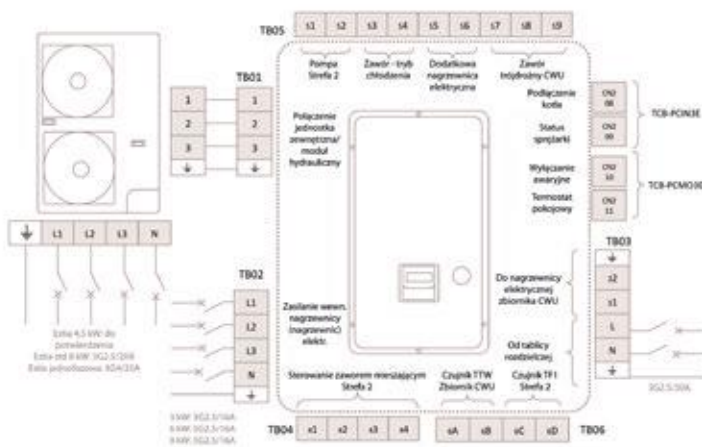 TB05
s1 s2 s3 s4 s5 s6 s7 s8 s9
Pompa
Strefa 2
Zawór - tryb
chłodzenia
Dodatkowa
nagrzewnica
elektryczna
Zawór
trójdrożny CWU
TB01
1 1
2 2
3 3
Połączenie
jednostka
zewnętrzna/
moduł
hydrauliczny
Podłączenie
kotła
CN2
Status
sprężarki
CN2
TCB-PCIN3E
Wyłączanie
awaryjne
CN2
10
Termostat
pokojowy
CN2
11
L1 L2 L3 N
TB02
L1
L2
L3
N
Zasilanie wewn.
nagrzewnicy
(nagrzewnic)
elektr.
TB03
s2
s1
L
N
Do nagrzewnicy
elektrycznej
zbiornika CWU
Od tablicy
rozdzielczej
Sterowanie zaworem mieszającym
Strefa 2
Czujnik TTW
Zbiornik CWU
Czujnik TF1
Strefa 2
TB04
x1 x2 x3 x4
sA sB sC sD
TB06